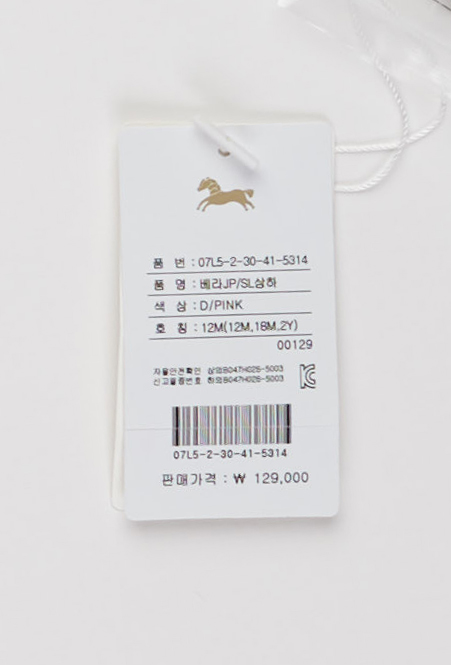 품 번 : 07L5-2-30-41-5314
품 명 : 베라JP/SL상하
색 상 : D/PINK
호 칭 : 12M(12M,18M,2Y)
00129
자율안전확인 상의B047H026-5003
신고필증번호 하의B047H026-5003
07L5-2-30-41-5314
판매가격 : ₩ 129,000